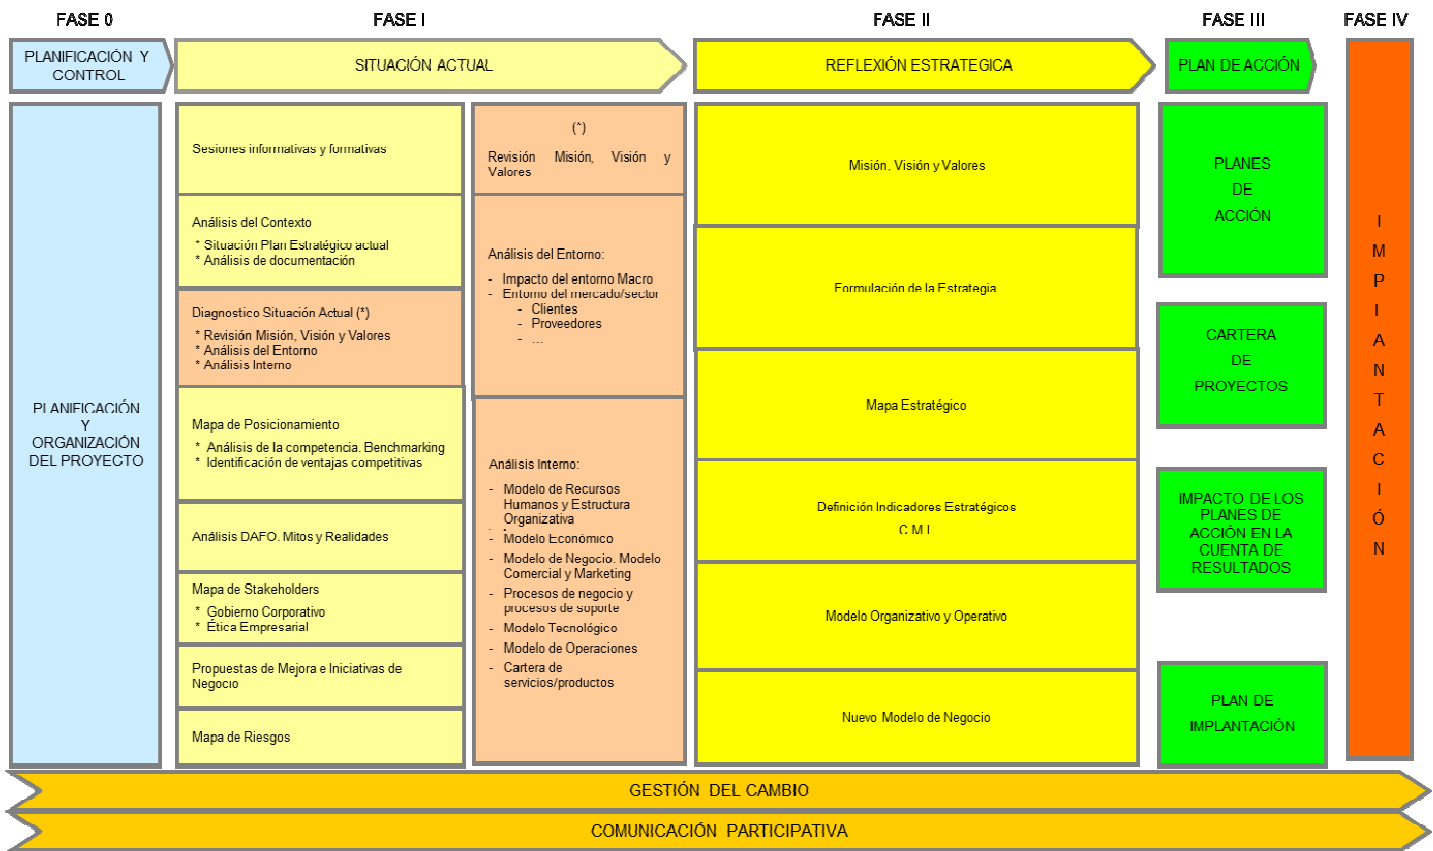 FASE 0
FASE I
FASE II
FASE III
FASE IV
PLANIFICACIÓN Y
CONTROL
SITUACIÓN ACTUAL
REFLEXIÓN ESTRATEGICA
PLAN DE ACCIÓN
PLANIFICACIÓN
Y
ORGANIZACIÓN
DEL PROYECTO
Sesiones informativas y formativas
Análisis del Contexto
* Situación Plan Estratégico actual
* Análisis de documentación
Diagnostico Situación Actual (*)
* Revisión Misión, Visión y Valores
* Análisis del Entorno
* Análisis Interno
Mapa de Posicionamiento
* Análisis de la competencia. Benchmarking
* Identificación de ventajas competitivas
Análisis DAFO. Mitos y Realidades
Mapa de Stakeholders
* Gobierno Corporativo
* Ética Empresarial
Propuestas de Mejora e Iniciativas de
Negocio
Mapa de Riesgos
(*)
Revisión Misión, Visión y
Valores
Análisis del Entorno:
- Impacto del entorno Macro
- Entorno del mercado/sector
- Clientes
- Proveedores
- ...
Análisis Interno:
- Modelo de Recursos
Humanos y Estructura
Organizativa
- Modelo Económico
- Modelo de Negocio. Modelo
Comercial y Marketing
- Procesos de negocio y
procesos de soporte
- Modelo Tecnológico
- Modelo de Operaciones
- Cartera de
servicios/productos
Misión, Visión y Valores
Formulación de la Estrategia
Mapa Estratégico
Definición Indicadores Estratégicos
C.M.I.
Modelo Organizativo y Operativo
Nuevo Modelo de Negocio
PLANES
DE
ACCIÓN
CARTERA
DE
PROYECTOS
IMPACTO DE LOS
PLANES DE
ACCIÓN EN LA
CUENTA DE
RESULTADOS
PLAN DE
IMPLANTACIÓN
IMPLANTACIÓN
GESTIÓN DEL CAMBIO
COMUNICACIÓN PARTICIPATIVA